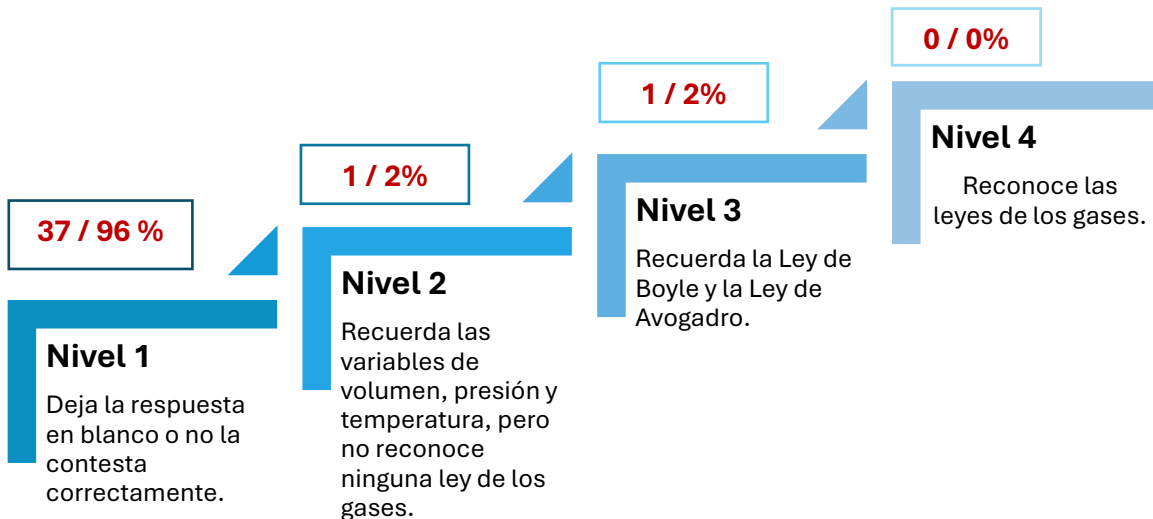 37 / 96 %
Nivel 1
Deja la respuesta
en blanco o no la
contesta
correctamente.
1 / 2%
Nivel 2
Recuerda las
variables de
volumen, presión y
temperatura, pero
no reconoce
ninguna ley de los
gases.
1 / 2%
Nivel 3
Recuerda la Ley de
Boyle y la Ley de
Avogadro.
0 / 0%
Nivel 4
Reconoce las
leyes de los gases.